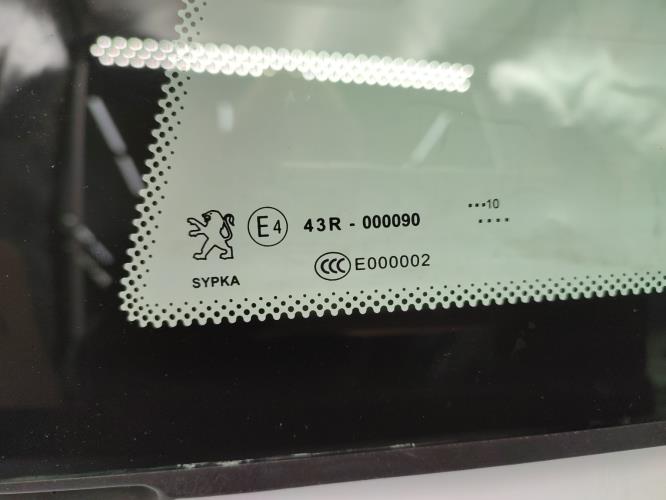 E4 43R - 000090
SYPKA
CCC E000002
...10
....